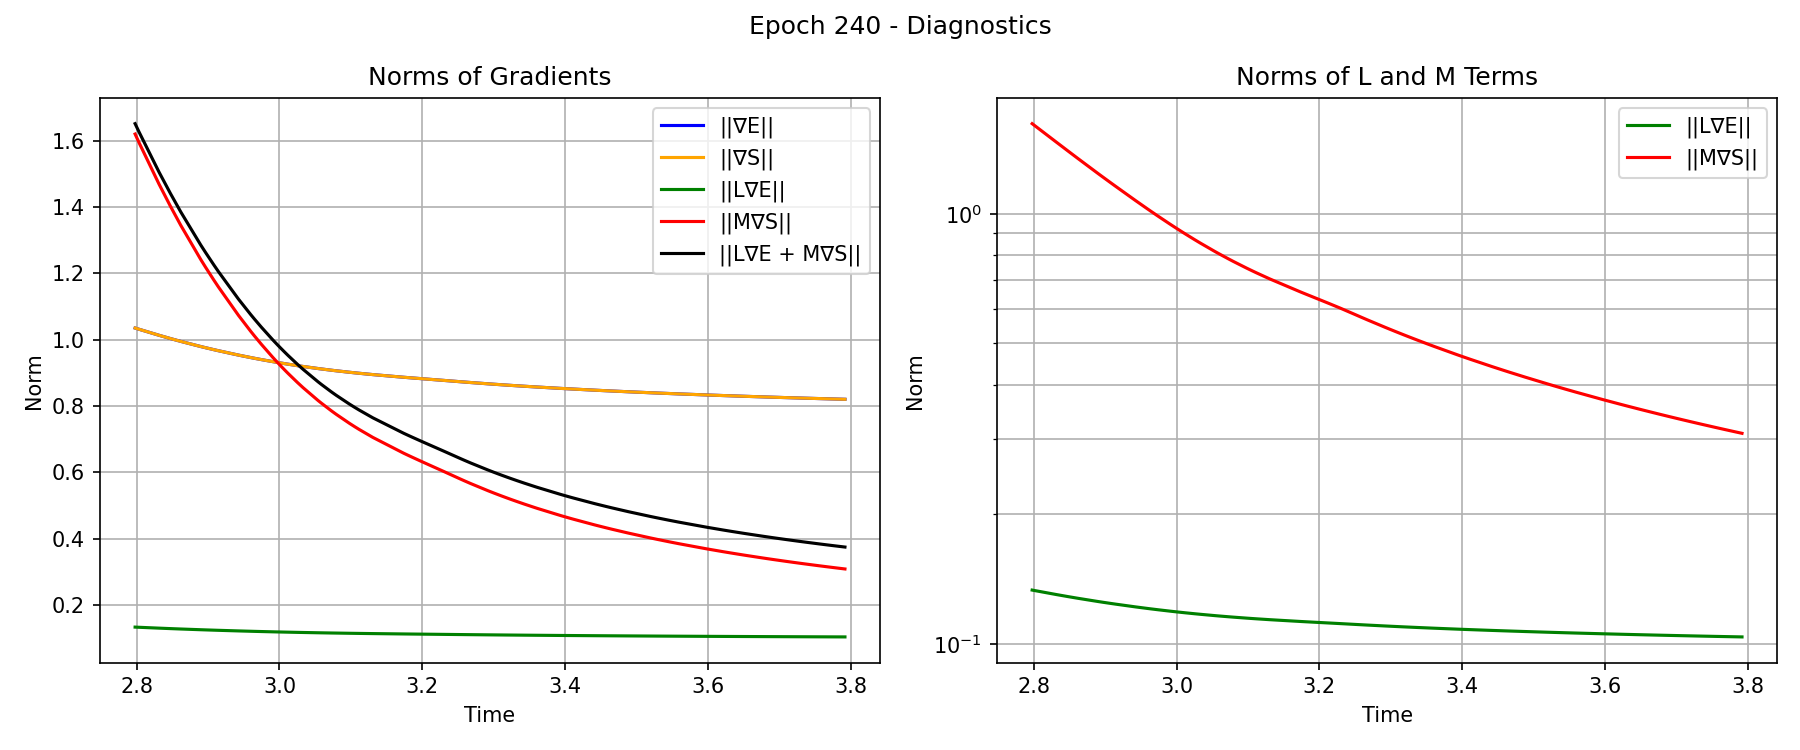 Epoch 240 - Diagnostics
Norms of Gradients
||∇E||
||∇S||
||L∇E||
||M∇S||
||L∇E + M∇S||
1.6
1.4
1.2
1.0
0.8
0.6
0.4
0.2
Norm
2.8 3.0 3.2 3.4 3.6 3.8
Time
Norms of L and M Terms
||L∇E||
||M∇S||
10⁰
10⁻¹
Norm
2.8 3.0 3.2 3.4 3.6 3.8
Time